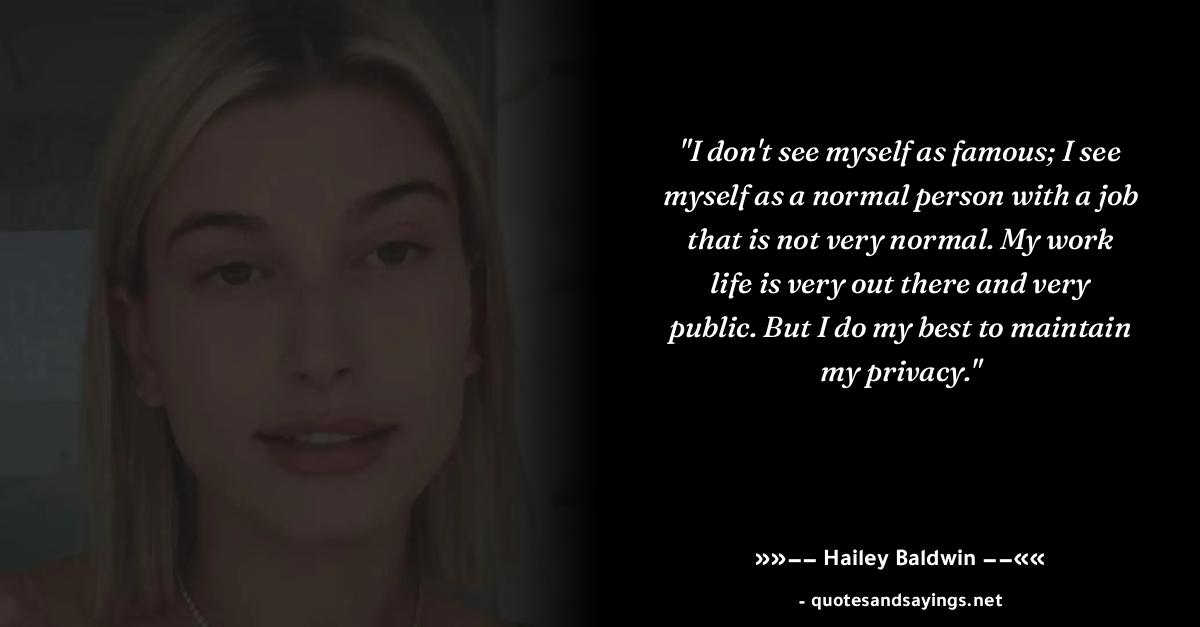 "I don't see myself as famous; I see
myself as a normal person with a job
that is not very normal. My work
life is very out there and very
public. But I do my best to maintain
my privacy."
»»–– Hailey Baldwin ––««
- quotesandsayings.net